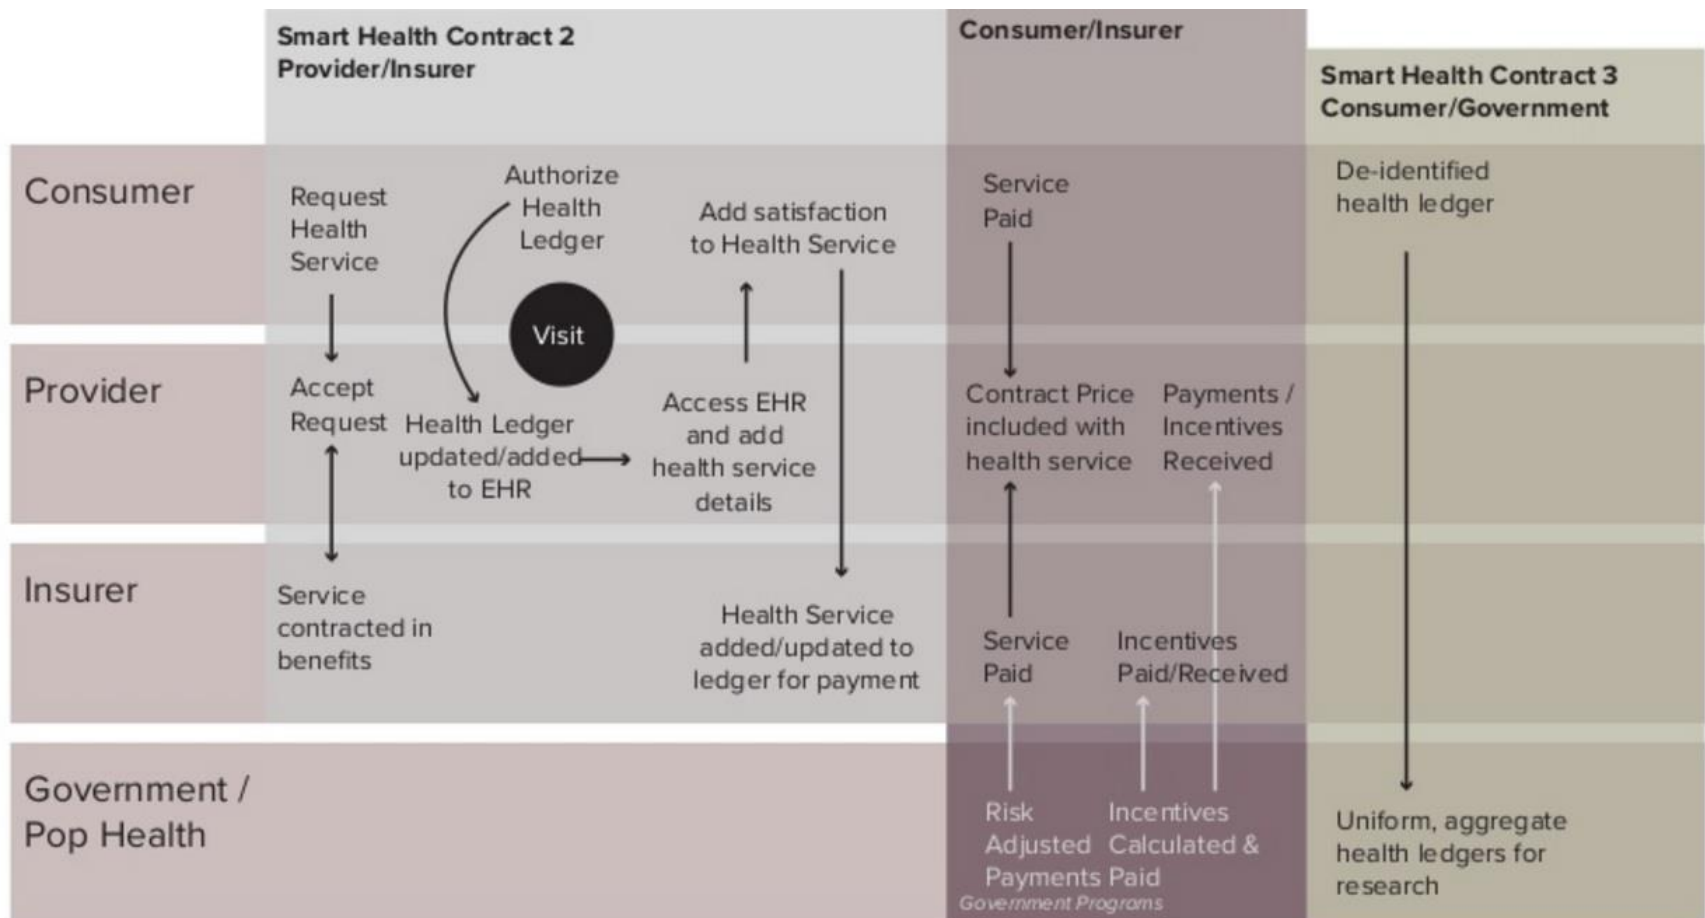 Smart Health Contract 2
Provider/Insurer
Consumer/Insurer
Smart Health Contract 3
Consumer/Government
Consumer
Request
Health
Service
Authorize
Health
Ledger
Add satisfaction
to Health Service
Service
Paid
De-identified
health ledger
Visit
Provider
Accept
Request
Health Ledger
updated/added
to EHR
Access EHR
and add
health service
details
Contract Price
included with
health service
Payments /
Incentives
Received
Insurer
Service
contracted in
benefits
Health Service
added/updated to
ledger for payment
Service
Paid
Incentives
Paid/Received
Government /
Pop Health
Risk
Adjusted
Payments
Incentives
Calculated &
Paid
Government Programs
Uniform, aggregate
health ledgers for
research